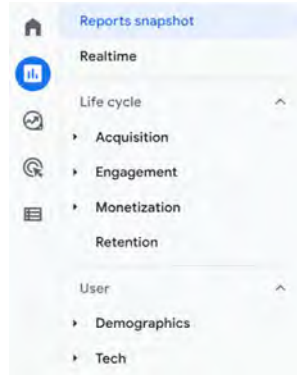 Reports snapshot
Realtime
Life cycle
Acquisition
Engagement
Monetization
Retention
User
Demographics
Tech